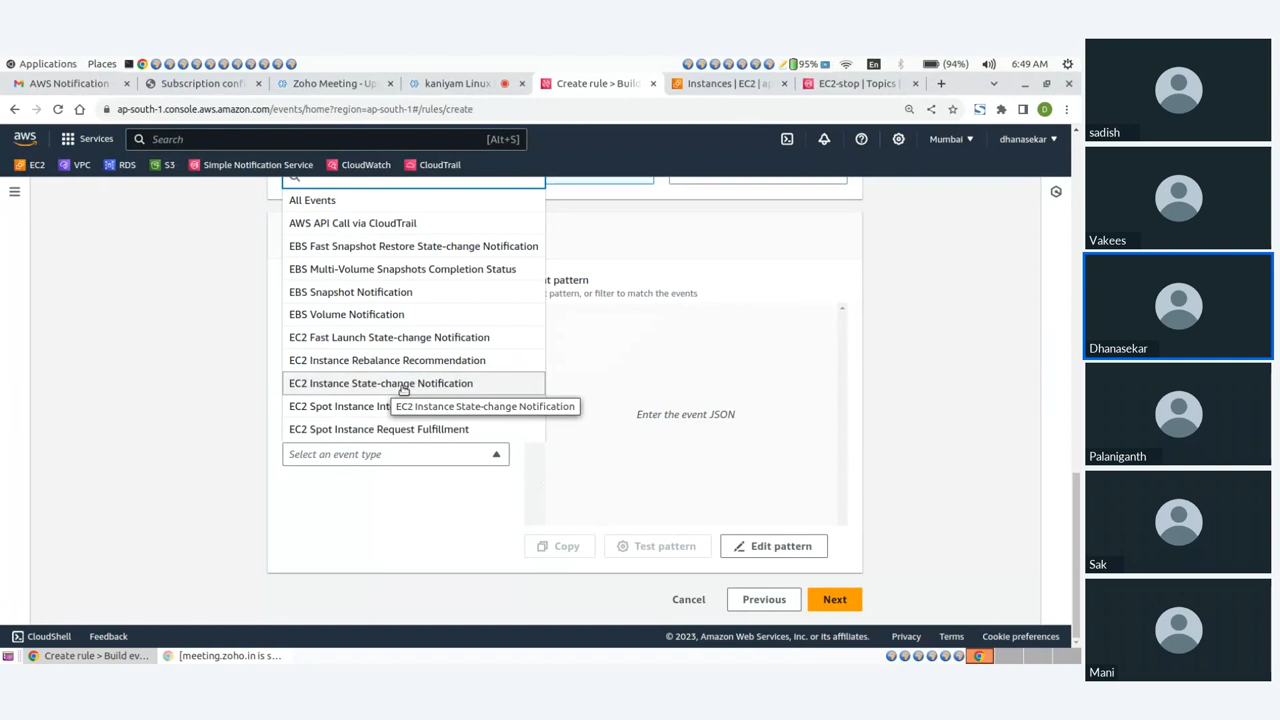 Applications Places 95% En (94%) 6:49 AM
AWS Notification Subscription conf Zoho Meeting - Up kaniyam Linux Create rule > Build Instances | EC2 | ap EC2-stop | Topics |
ap-south-1.console.aws.amazon.com/events/home?region=ap-south-1#/rules/create D
aws Services Search [Alt+S] Mumbai dhanasekar
EC2 VPC RDS S3 Simple Notification Service CloudWatch CloudTrail
All Events
AWS API Call via CloudTrail
EBS Fast Snapshot Restore State-change Notification
EBS Multi-Volume Snapshots Completion Status
EBS Snapshot Notification
EBS Volume Notification
EC2 Fast Launch State-change Notification
EC2 Instance Rebalance Recommendation
EC2 Instance State-change Notification
EC2 Spot Instance Int
EC2 Instance State-change Notification
EC2 Spot Instance Request Fulfillment
Select an event type
t pattern
pattern, or filter to match the events
Enter the event JSON
Copy Test pattern Edit pattern
Cancel Previous Next
CloudShell Feedback © 2023, Amazon Web Services, Inc. or its affiliates. Privacy Terms Cookie preferences
Create rule > Build ev... [meeting.zoho.in is s...
sadish
Vakees
Dhanasekar
Palaniganth
Sak
Mani